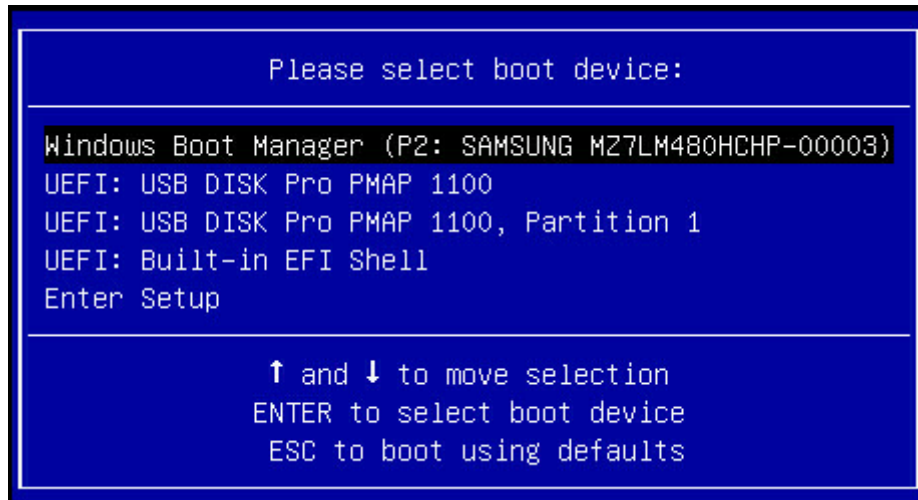 Please select boot device:
Windows Boot Manager (P2: SAMSUNG MZ7LM480HCHP-00003)
UEFI: USB DISK Pro PMAP 1100
UEFI: USB DISK Pro PMAP 1100, Partition 1
UEFI: Built-in EFI Shell
Enter Setup
↑ and ↓ to move selection
ENTER to select boot device
ESC to boot using defaults